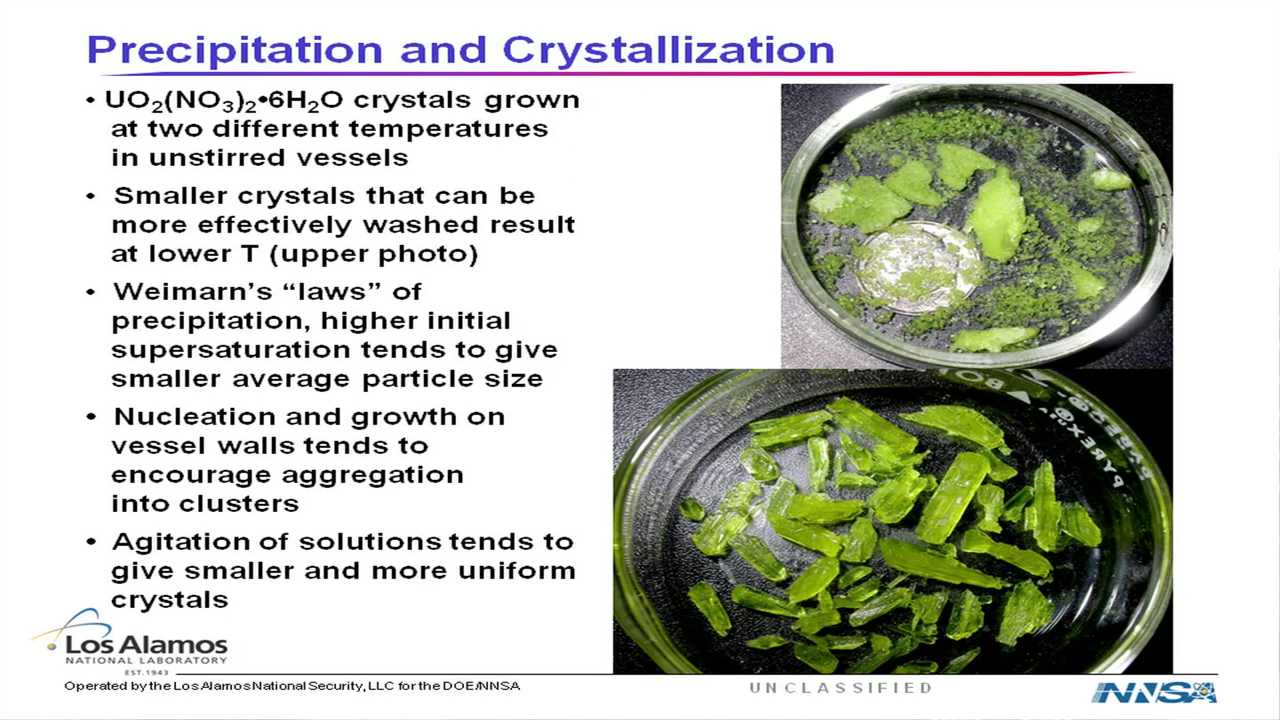 Precipitation and Crystallization
• UO₂(NO₃)₂•6H₂O crystals grown
at two different temperatures
in unstirred vessels
• Smaller crystals that can be
more effectively washed result
at lower T (upper photo)
• Weimarn's “laws” of
precipitation, higher initial
supersaturation tends to give
smaller average particle size
• Nucleation and growth on
vessel walls tends to
encourage aggregation
into clusters
• Agitation of solutions tends to
give smaller and more uniform
crystals
PYREX®
Los Alamos
NATIONAL LABORATORY
EST.1943
Operated by the Los Alamos National Security, LLC for the DOE/NNSA
UNCLASSIFIED
NNSA